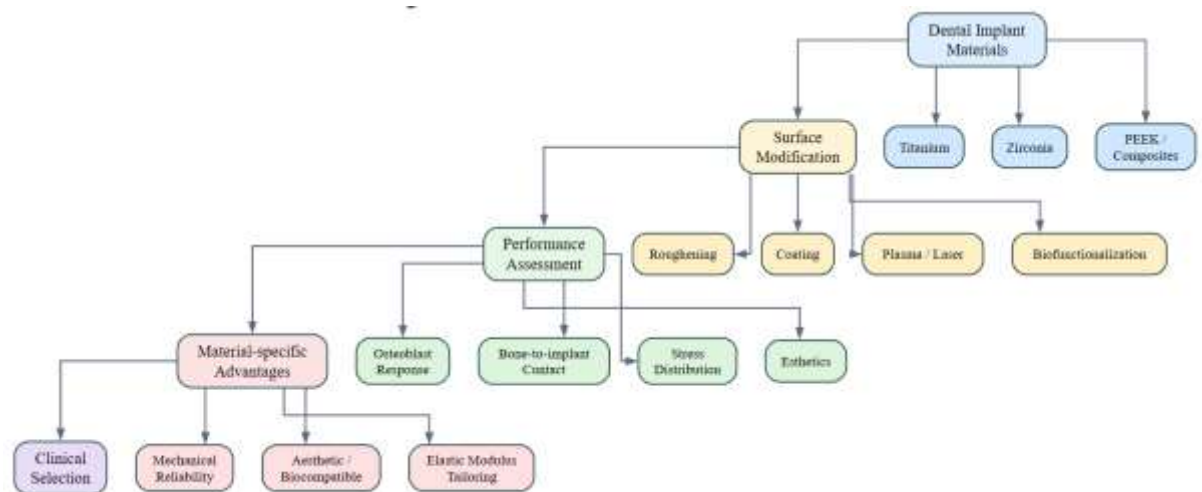 Dental Implant
Materials
Surface
Modification
Titanium
Zirconia
PEEK /
Composites
Performance
Assessment
Roughening
Coating
Plasma / Laser
Biofunctionalization
Material-specific
Advantages
Osteoblast
Response
Bone-to-implant
Contact
Stress
Distribution
Esthetics
Clinical
Selection
Mechanical
Reliability
Aesthetic /
Biocompatible
Elastic Modulus
Tailoring